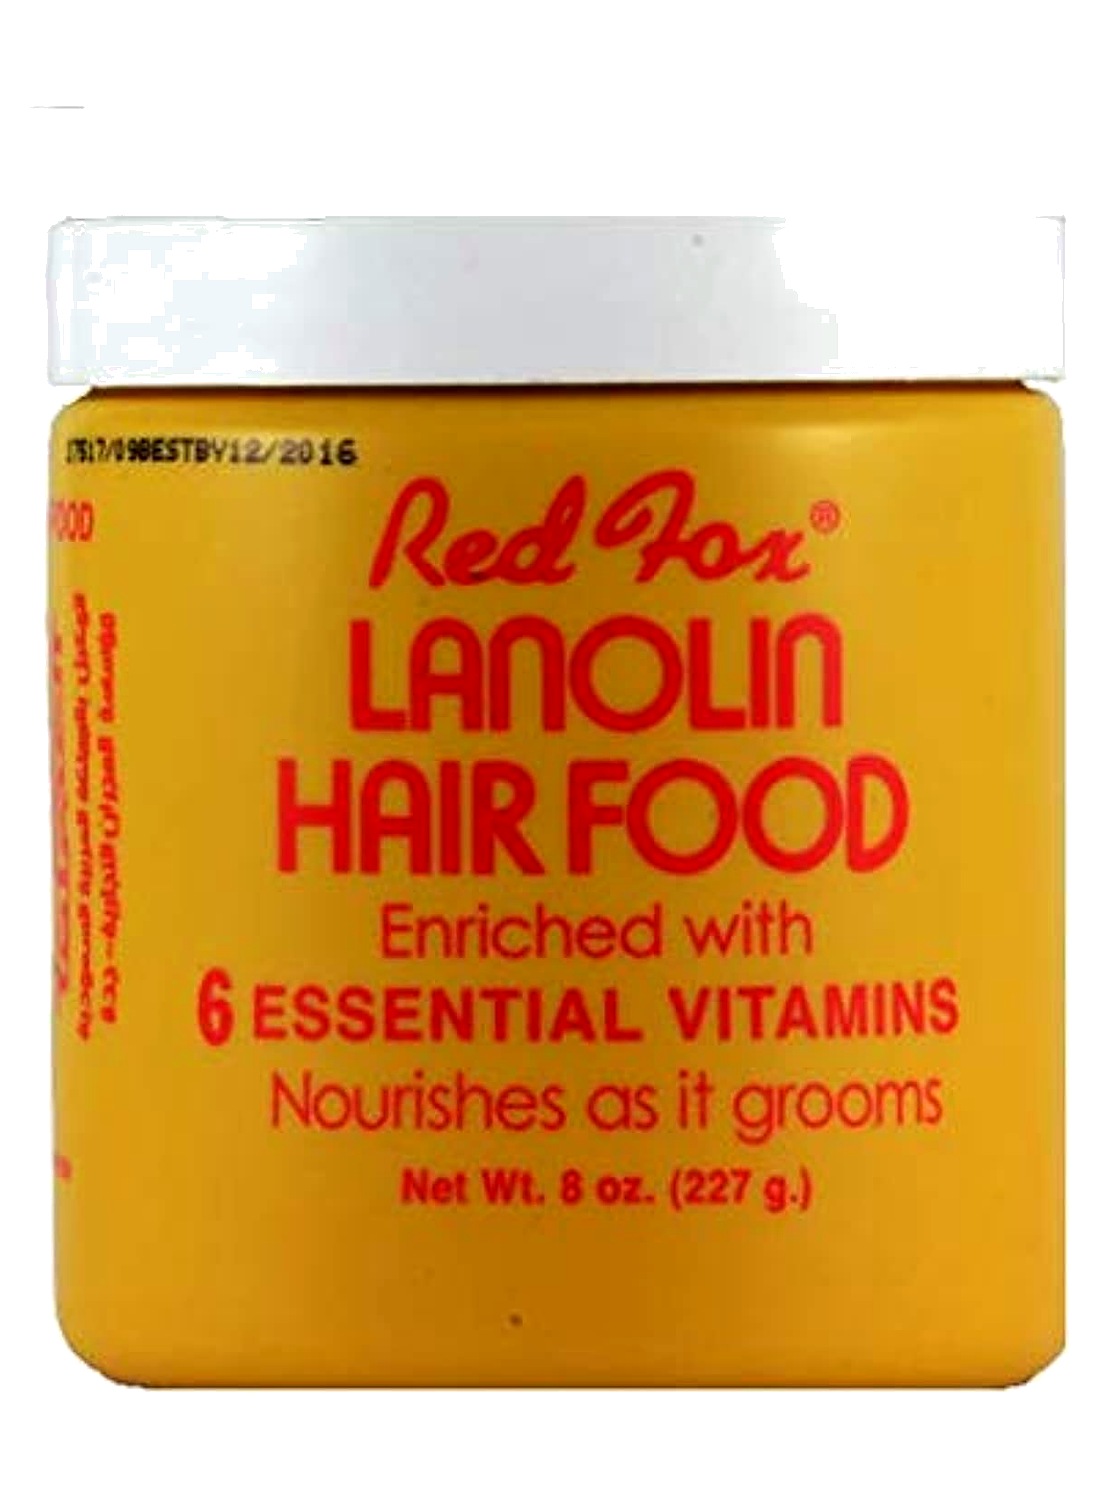 BESTBY12/2016
Red Fox®
LANOLIN
HAIR FOOD
Enriched with
6 ESSENTIAL VITAMINS
Nourishes as it grooms
Net Wt. 8 oz. (227 g.)